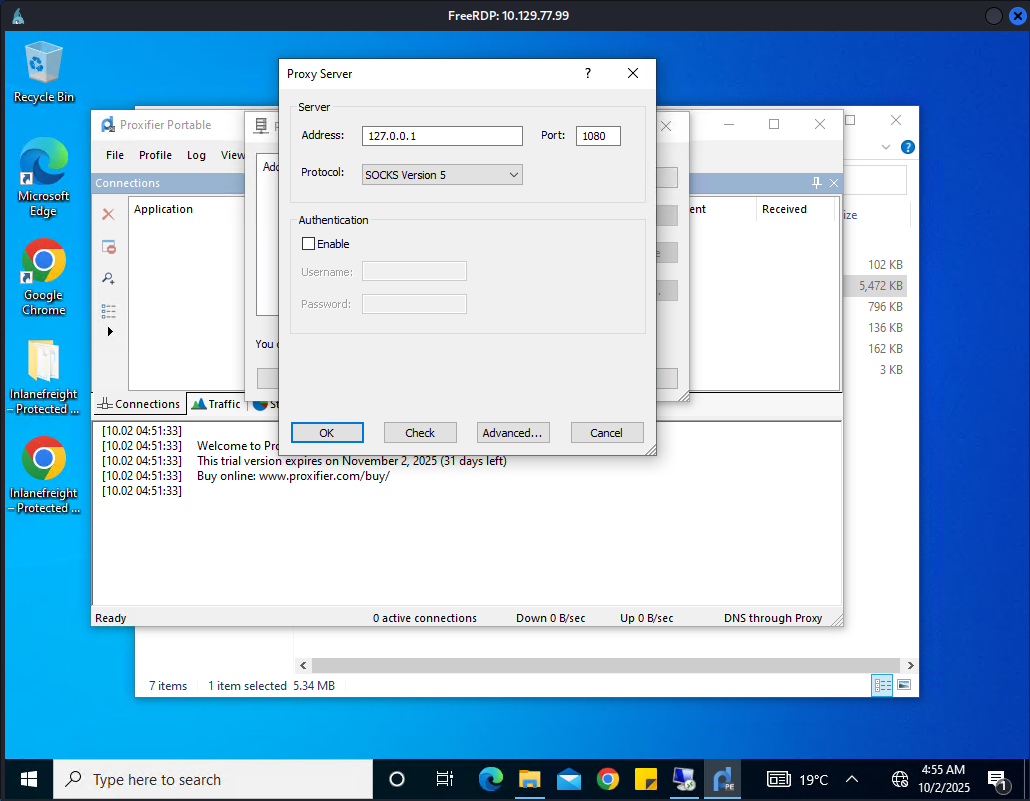 FreeRDP: 10.129.77.99
Recycle Bin
Microsoft
Edge
Google
Chrome
Inlanefreight
– Protected ...
Inlanefreight
– Protected ...
Proxifier Portable
File Profile Log View
Connections
Application
ent
Received
ize
102 KB
5,472 KB
796 KB
136 KB
162 KB
3 KB
Proxy Server
Server
Address: 127.0.0.1 Port: 1080
Protocol: SOCKS Version 5
Authentication
Enable
Username:
Password:
OK Check Advanced... Cancel
Connections Traffic
[10.02 04:51:33]
[10.02 04:51:33] Welcome to
[10.02 04:51:33] This trial version expires on November 2, 2025 (31 days left)
[10.02 04:51:33] Buy online: www.proxifier.com/buy/
[10.02 04:51:33]
Ready 0 active connections Down 0 B/sec Up 0 B/sec DNS through Proxy
7 items 1 item selected 5.34 MB
Type here to search
PE
19°C
4:55 AM
10/2/2025
1